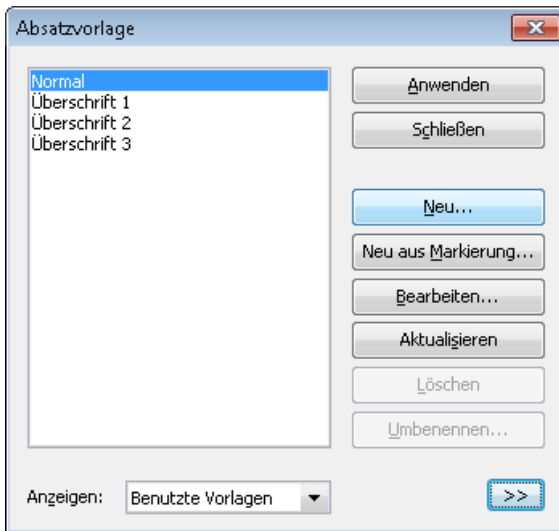 Absatzvorlage
Normal
Überschrift 1
Überschrift 2
Überschrift 3
Anwenden
Schließen
Neu...
Neu aus Markierung...
Bearbeiten...
Aktualisieren
Löschen
Umbenennen...
Anzeigen: Benutzte Vorlagen >>